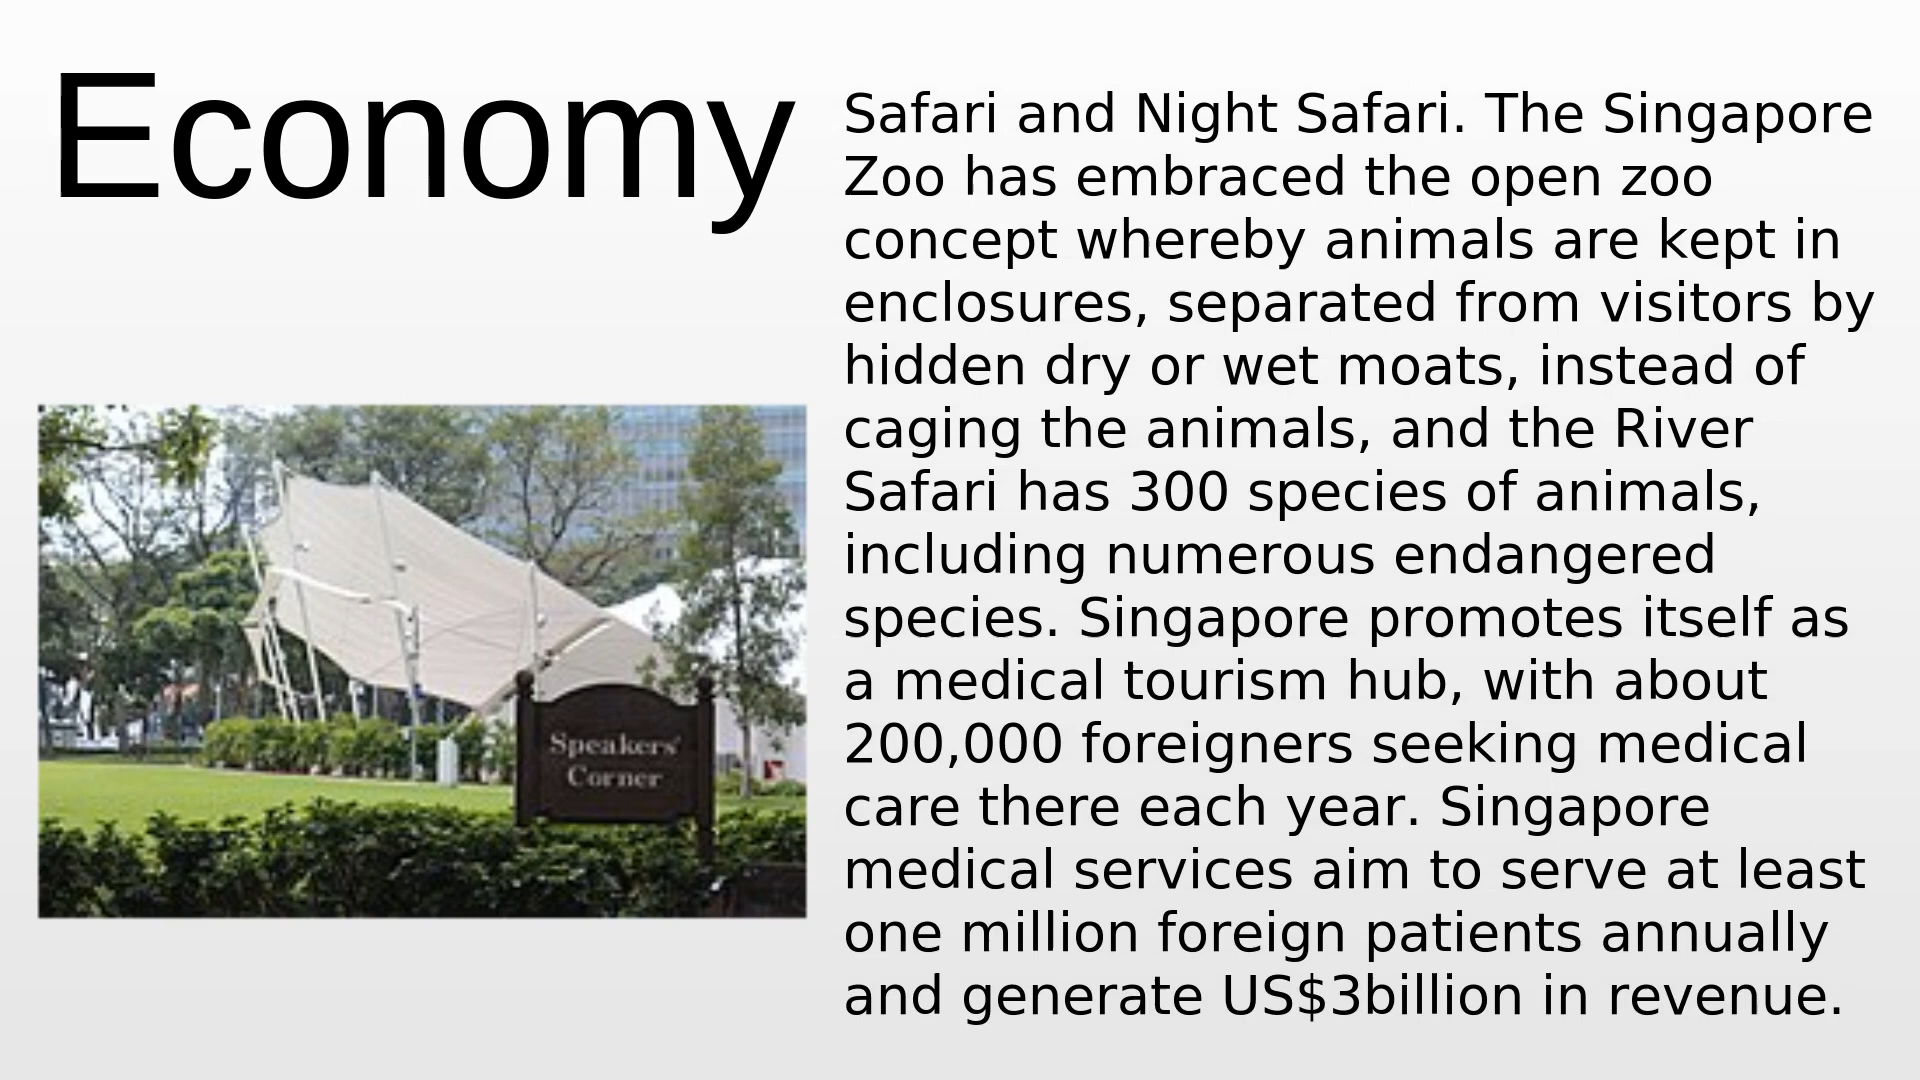 Economy
Safari and Night Safari. The Singapore
Zoo has embraced the open zoo
concept whereby animals are kept in
enclosures, separated from visitors by
hidden dry or wet moats, instead of
caging the animals, and the River
Safari has 300 species of animals,
including numerous endangered
species. Singapore promotes itself as
a medical tourism hub, with about
200,000 foreigners seeking medical
care there each year. Singapore
medical services aim to serve at least
one million foreign patients annually
and generate US$3billion in revenue.
Speakers'
Corner